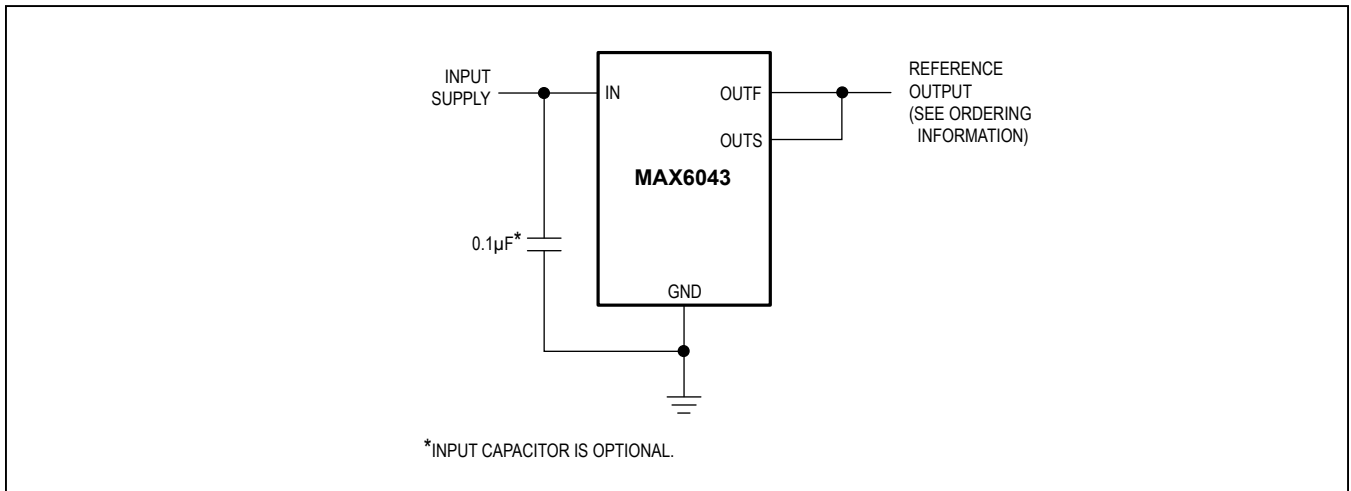 INPUT
SUPPLY
IN
OUTF
OUTS
REFERENCE
OUTPUT
(SEE ORDERING
INFORMATION)
MAX6043
0.1µF*
GND
*INPUT CAPACITOR IS OPTIONAL.